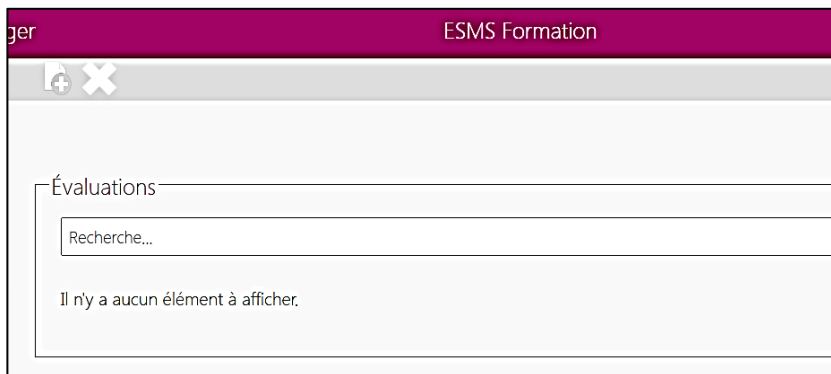 ger
ESMS Formation
Évaluations
Recherche...
Il n'y a aucun élément à afficher.